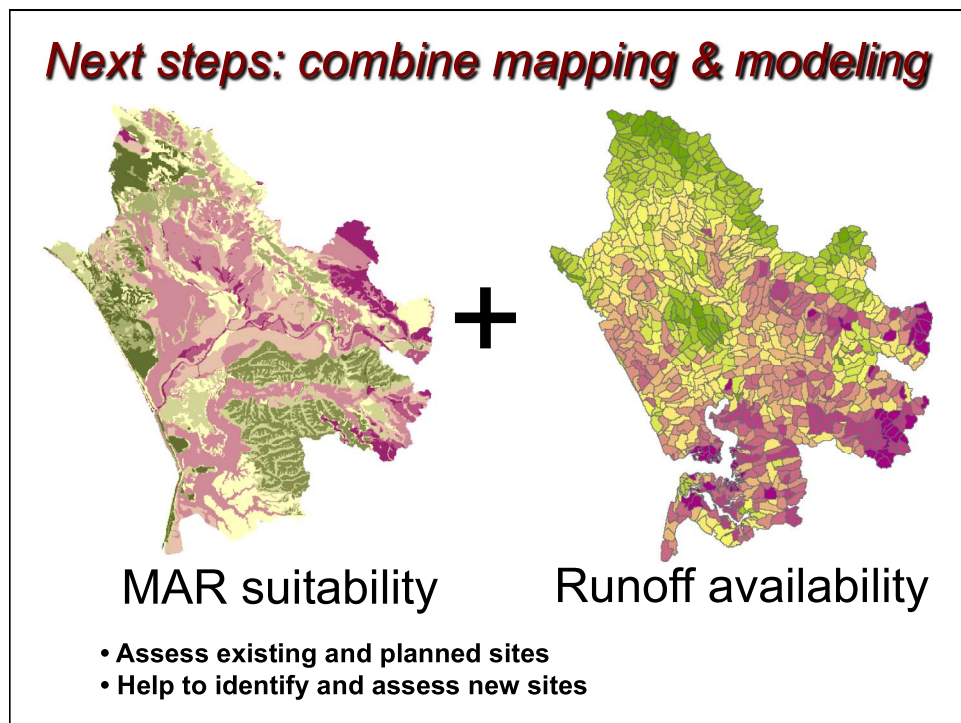 Next steps: combine mapping & modeling
+
MAR suitability
Runoff availability
• Assess existing and planned sites
• Help to identify and assess new sites